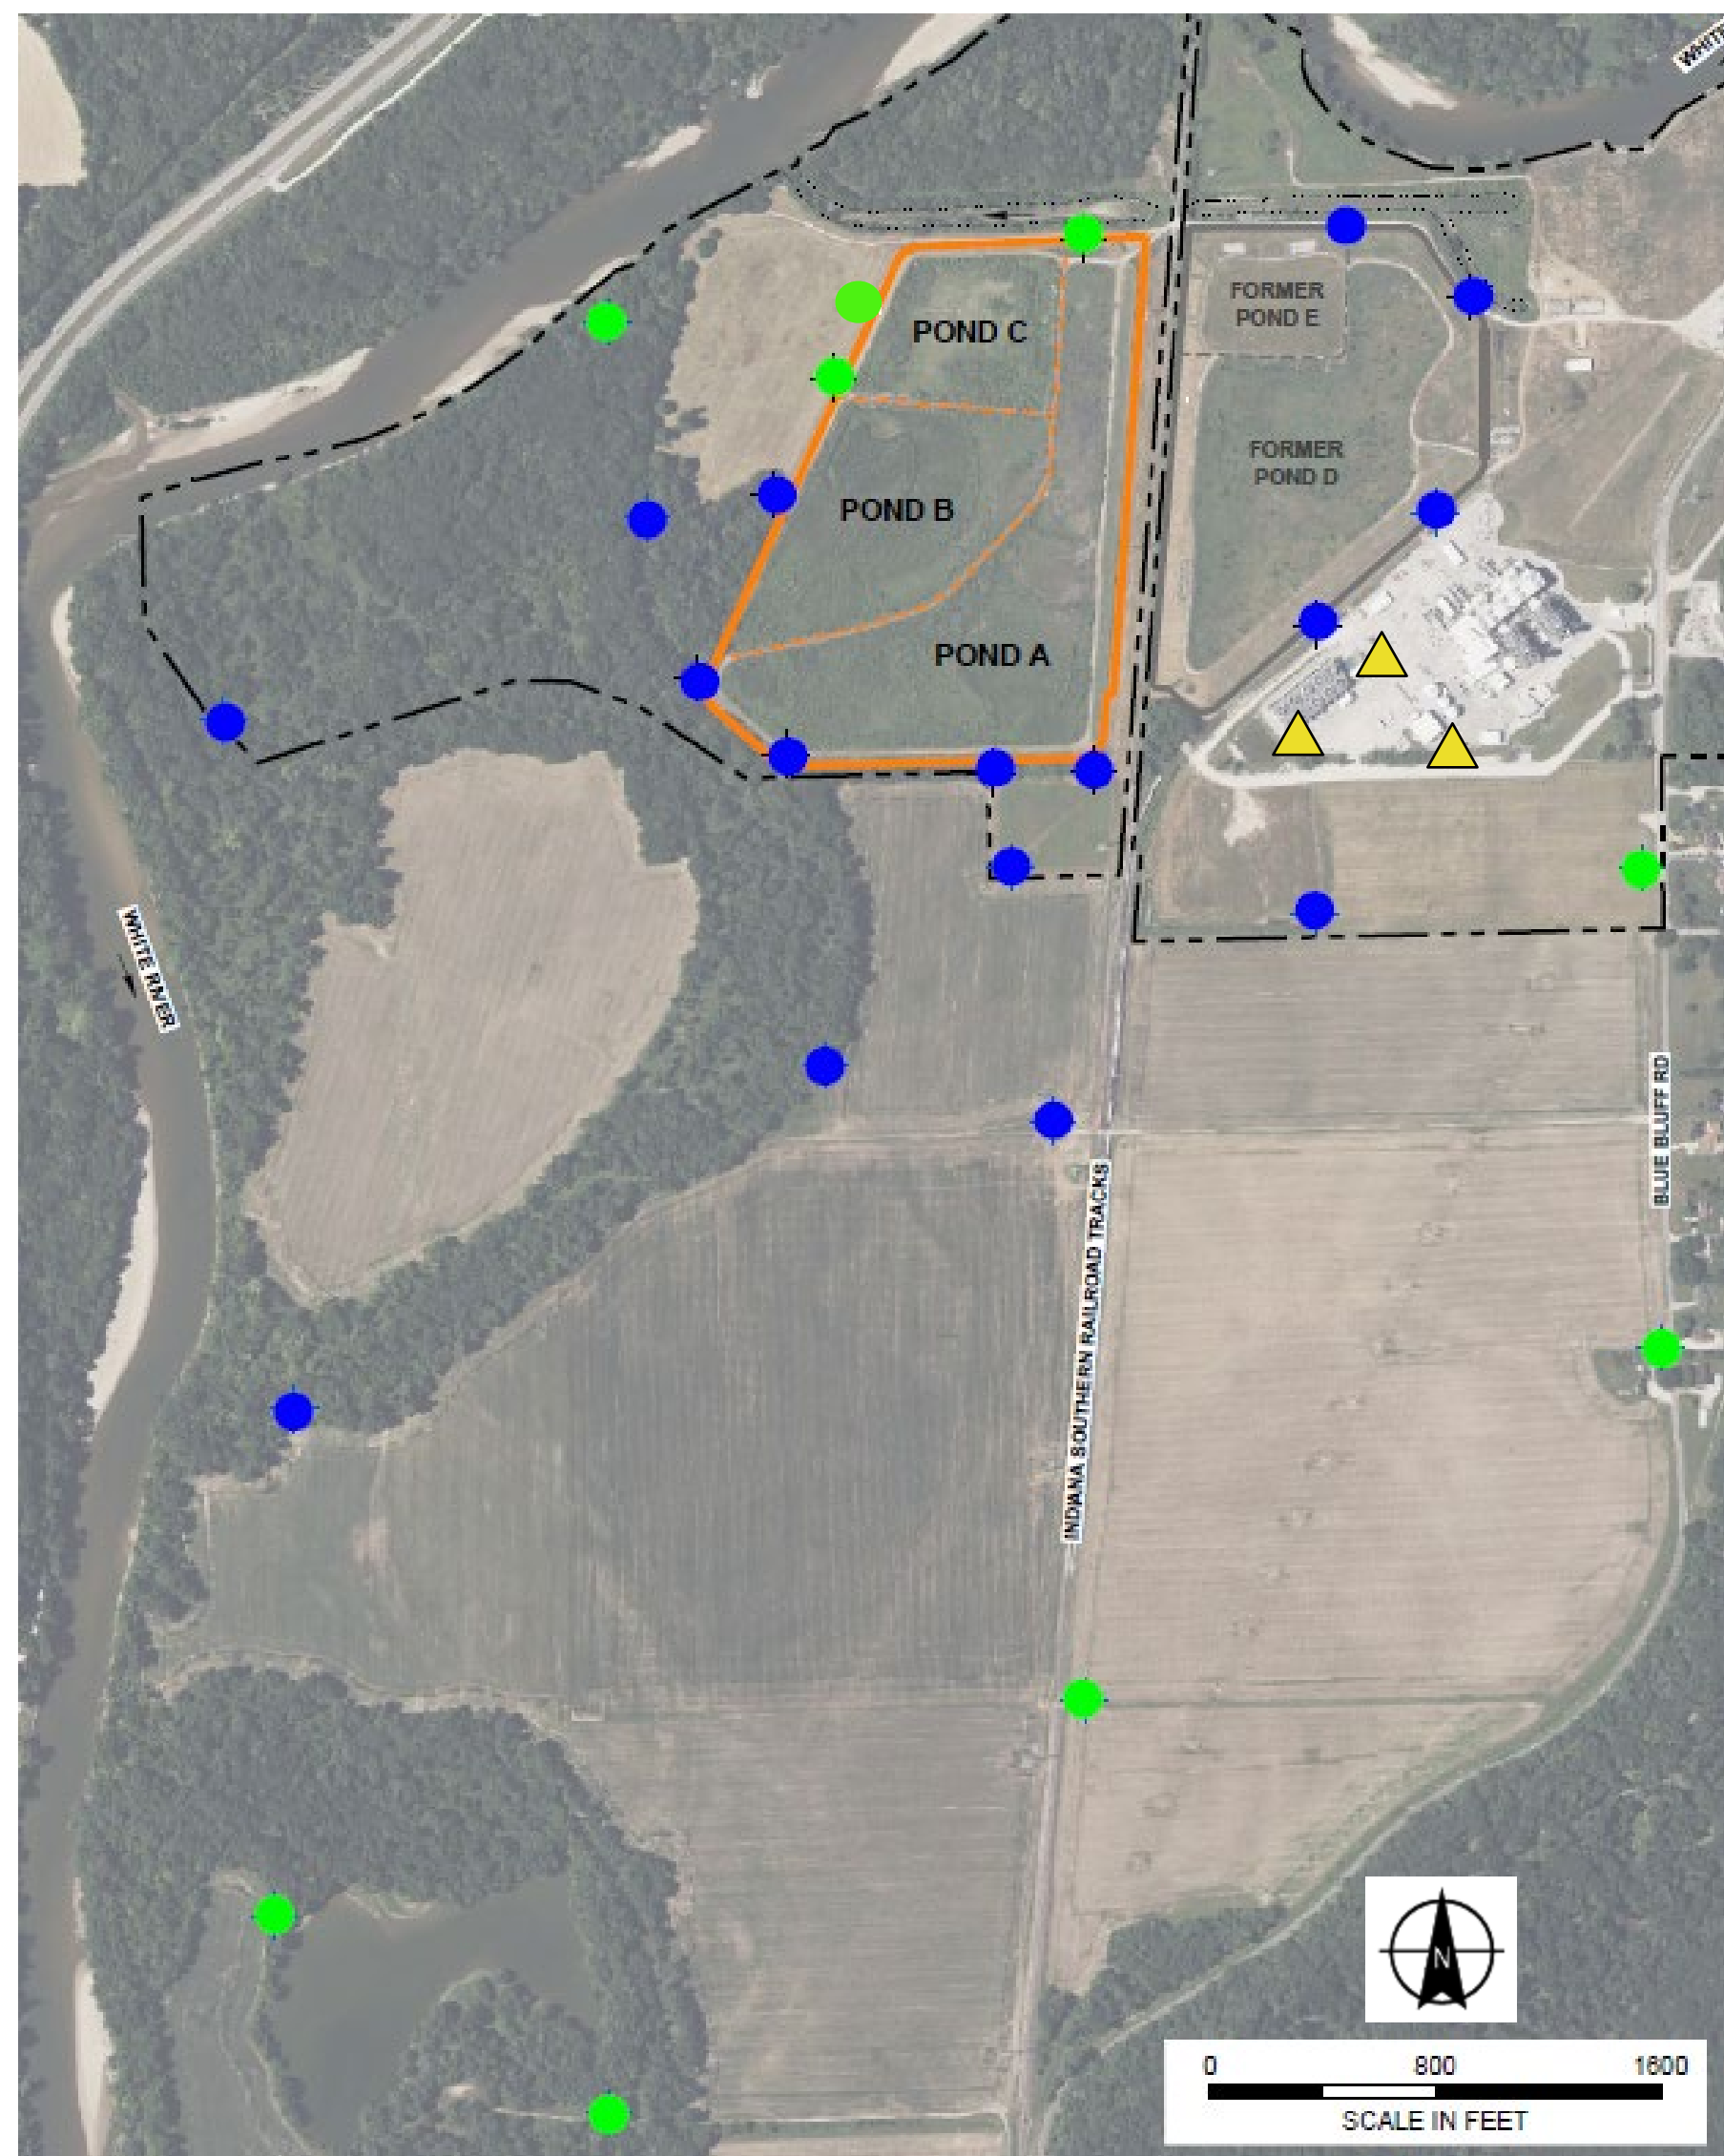 WHITE
FORMER
POND E
POND C
FORMER
POND D
POND B
POND A
WHITE RIVER
BLUE BLUFF RD
INDIANA SOUTHERN RAILROAD TRACKS
N
0 800 1600
SCALE IN FEET